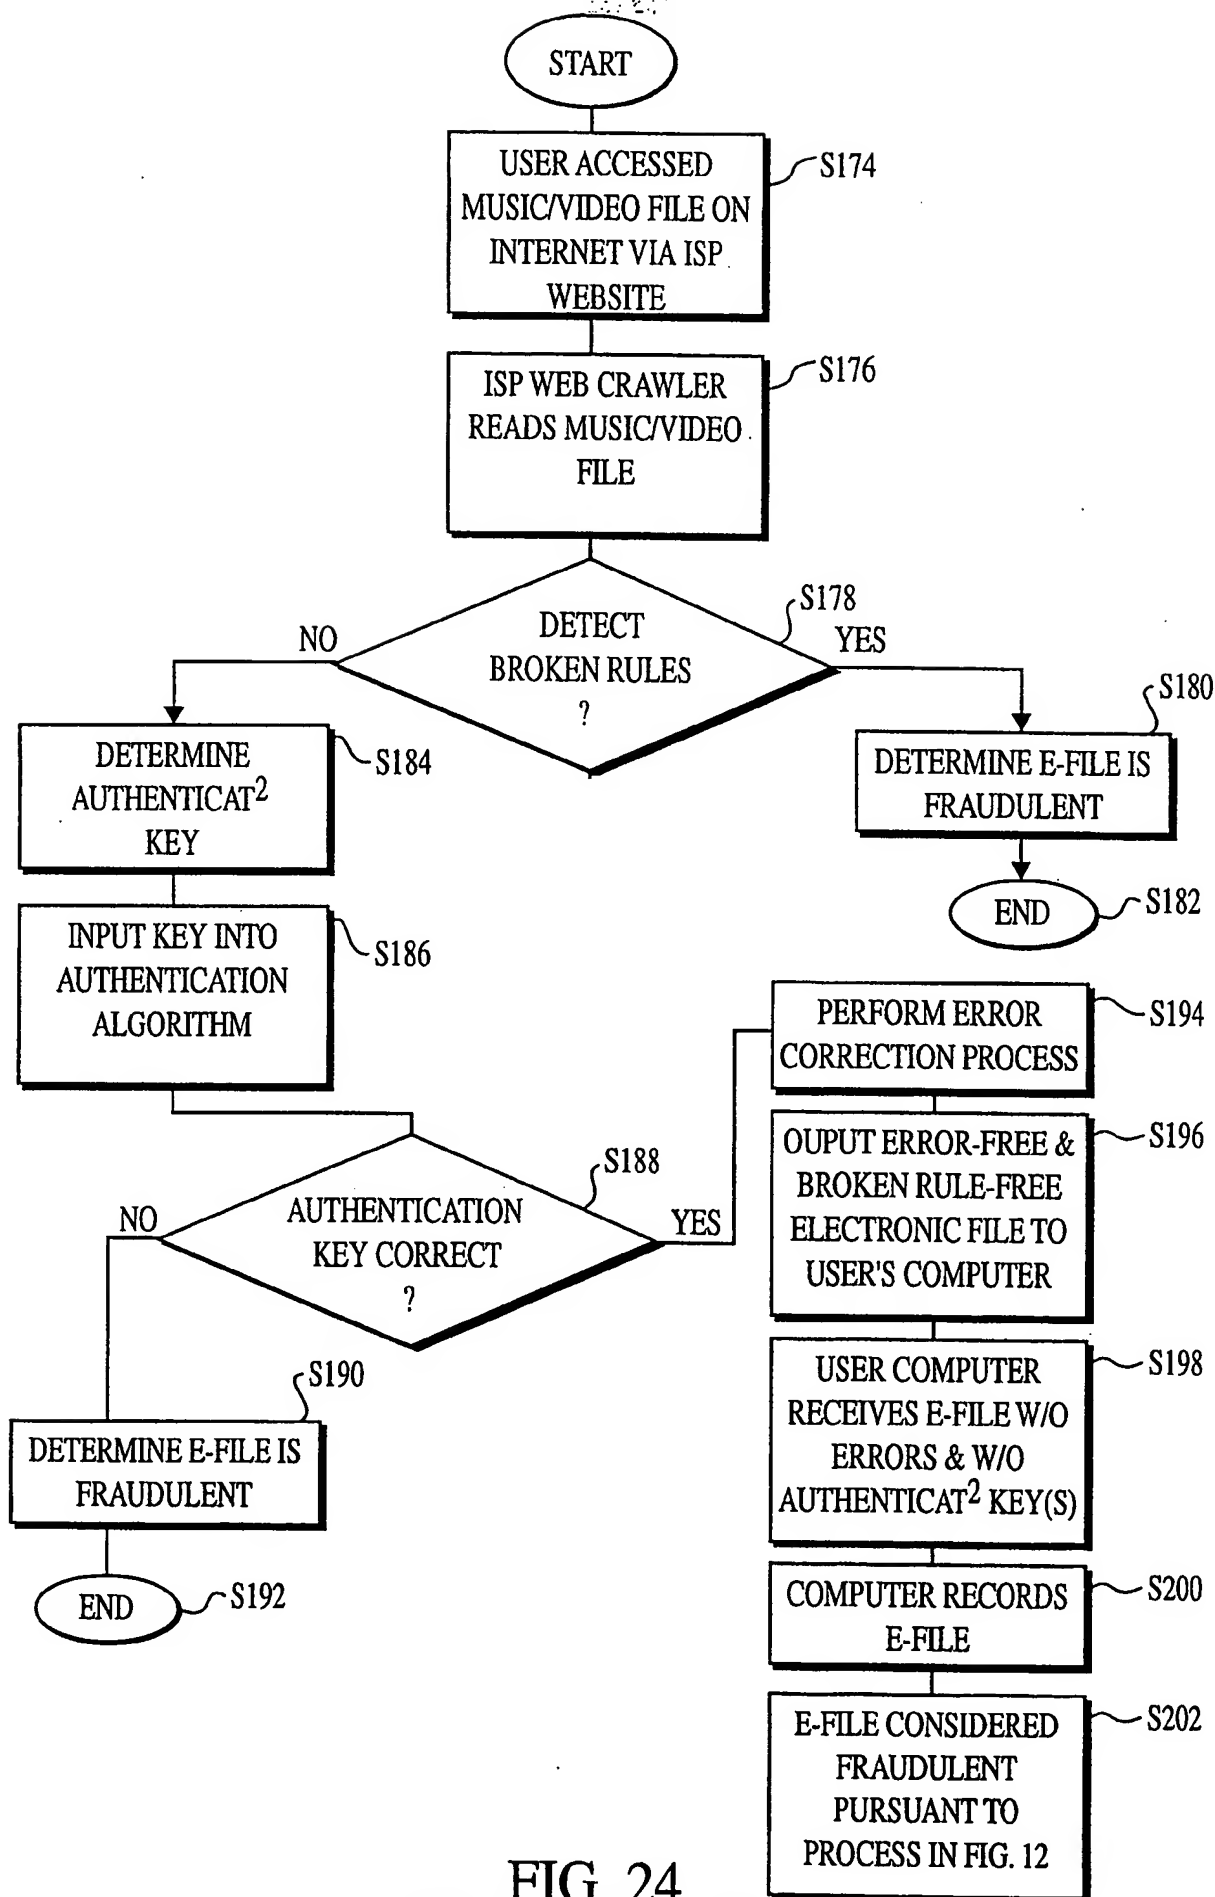 START
USER ACCESSED
MUSIC/VIDEO FILE ON
INTERNET VIA ISP
WEBSITE
S174
ISP WEB CRAWLER
READS MUSIC/VIDEO
FILE
S176
DETECT
BROKEN RULES
?
S178
NO
YES
DETERMINE
AUTHENTICAT²
KEY
S184
DETERMINE E-FILE IS
FRAUDULENT
S180
END
S182
INPUT KEY INTO
AUTHENTICATION
ALGORITHM
S186
AUTHENTICATION
KEY CORRECT
?
S188
NO
YES
DETERMINE E-FILE IS
FRAUDULENT
S190
END
S192
PERFORM ERROR
CORRECTION PROCESS
S194
OUPUT ERROR-FREE &
BROKEN RULE-FREE
ELECTRONIC FILE TO
USER'S COMPUTER
S196
USER COMPUTER
RECEIVES E-FILE W/O
ERRORS & W/O
AUTHENTICAT² KEY(S)
S198
COMPUTER RECORDS
E-FILE
S200
E-FILE CONSIDERED
FRAUDULENT
PURSUANT TO
PROCESS IN FIG. 12
S202
FIG. 24